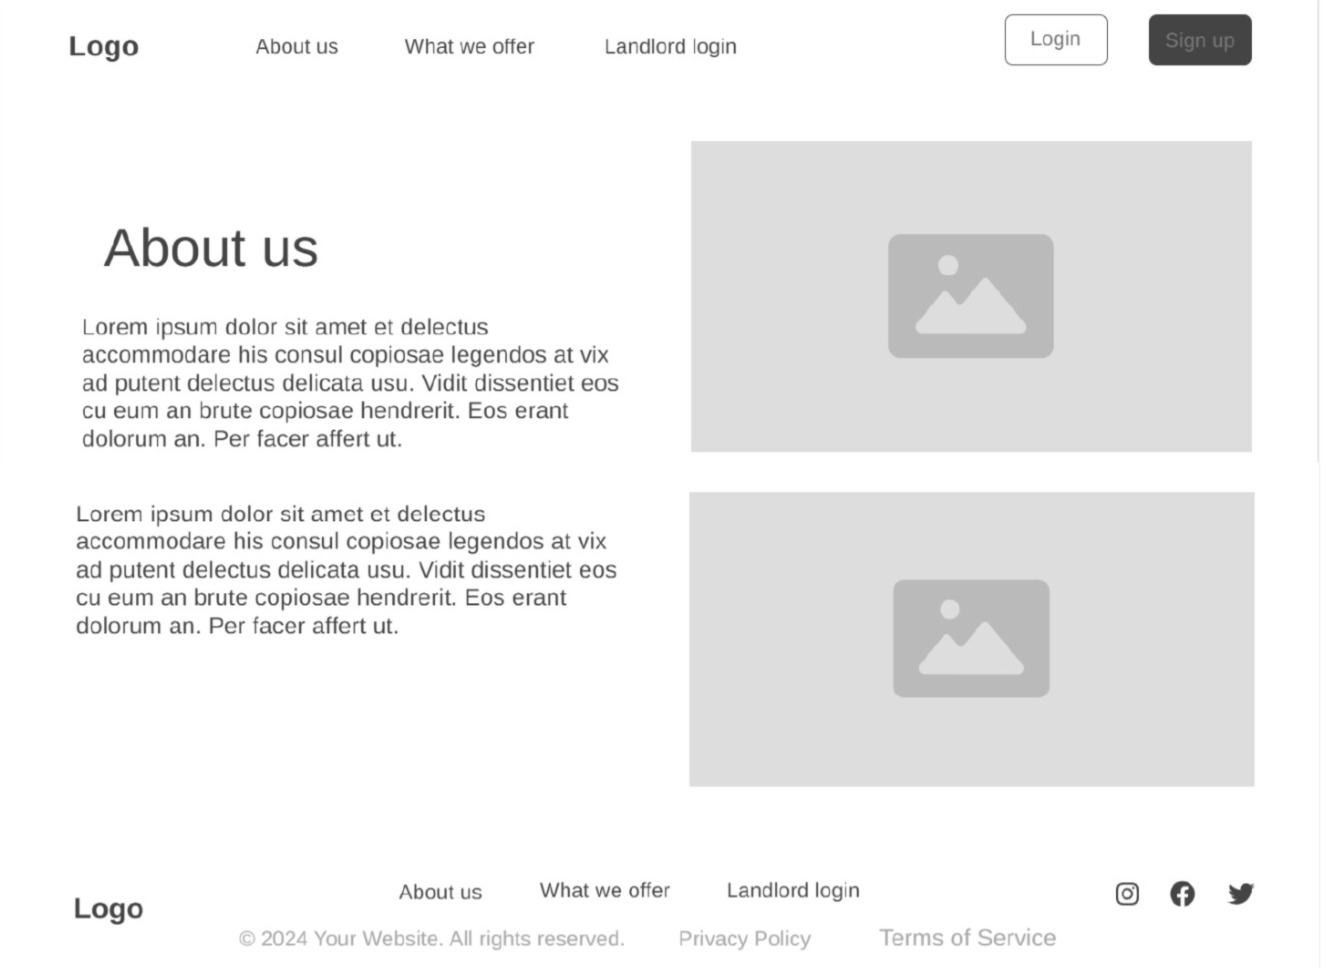 Logo
About us
What we offer
Landlord login
Login
Sign up
About us
Lorem ipsum dolor sit amet et delectus
accommodare his consul copiosae legendos at vix
ad putent delectus delicata usu. Vidit dissentiet eos
cu eum an brute copiosae hendrerit. Eos erant
dolorum an. Per facer affert ut.
Lorem ipsum dolor sit amet et delectus
accommodare his consul copiosae legendos at vix
ad putent delectus delicata usu. Vidit dissentiet eos
cu eum an brute copiosae hendrerit. Eos erant
dolorum an. Per facer affert ut.
Logo
About us
What we offer
Landlord login
© 2024 Your Website. All rights reserved.
Privacy Policy
Terms of Service